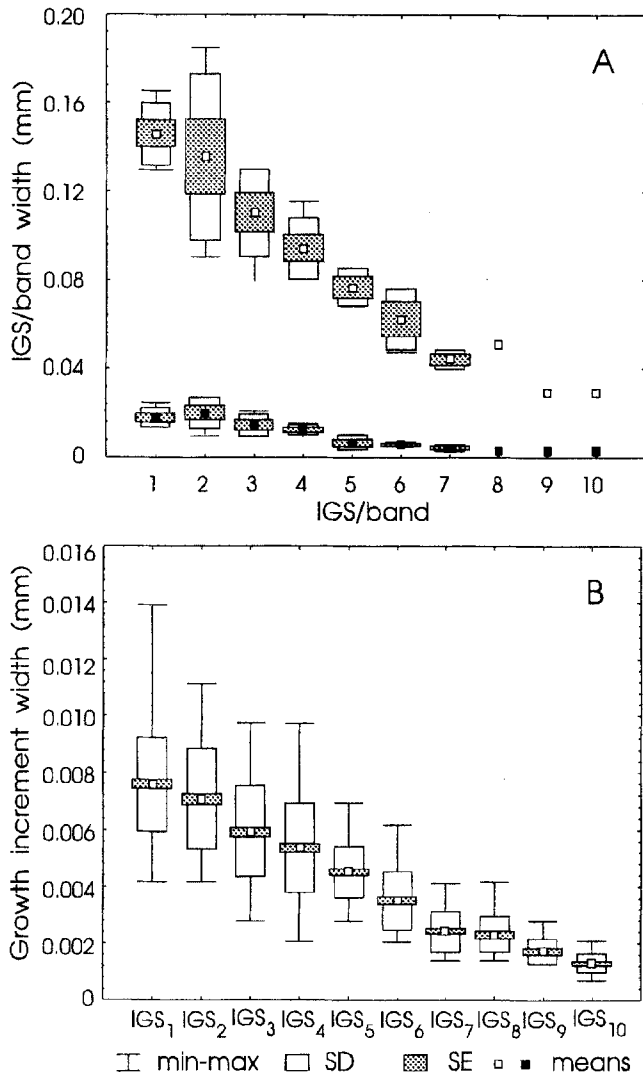 A
IGS/band width (mm)
0.20
0.16
0.12
0.08
0.04
0
1 2 3 4 5 6 7 8 9 10
IGS/band
B
Growth increment width (mm)
0.016
0.014
0.012
0.010
0.008
0.006
0.004
0.002
0
IGS₁ IGS₂ IGS₃ IGS₄ IGS₅ IGS₆ IGS₇ IGS₈ IGS₉ IGS₁₀
min-max SD SE means